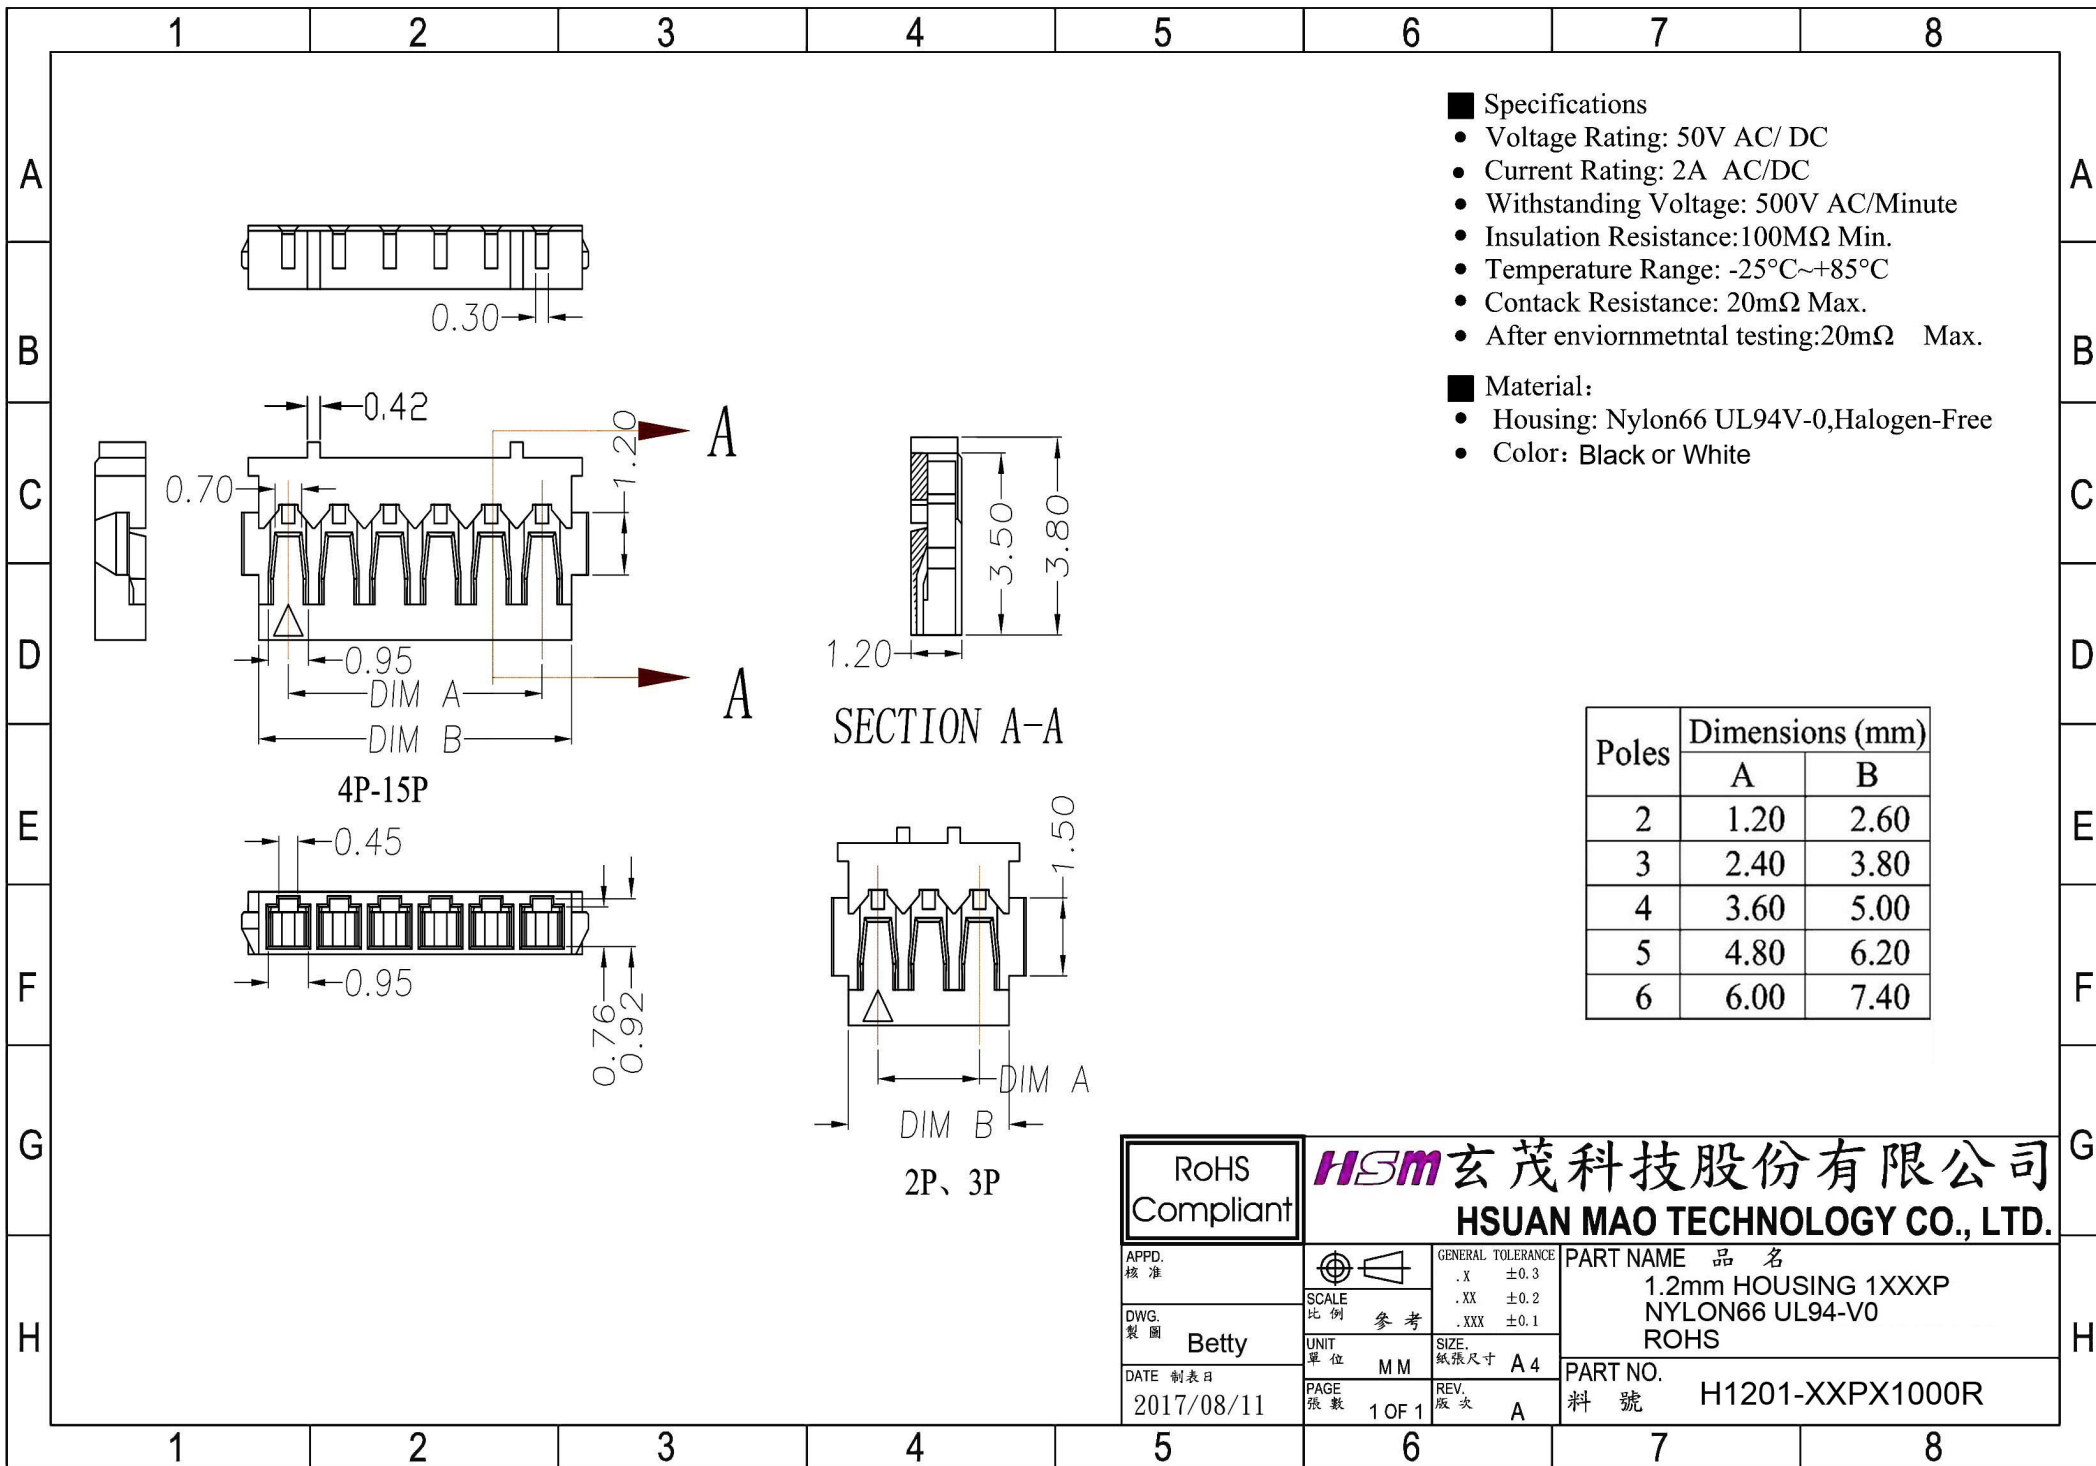 1 2 3 4 5 6 7 8
A A
B B
C C
D D
E E
F F
G G
H H
0.30
0.42
0.70
1.20
A
A
0.95
DIM A
DIM B
4P-15P
0.45
0.95
0.76
0.92
3.50
3.80
1.20
SECTION A-A
1.50
DIM A
DIM B
2P、3P
■ Specifications
• Voltage Rating: 50V AC/ DC
• Current Rating: 2A AC/DC
• Withstanding Voltage: 500V AC/Minute
• Insulation Resistance:100MΩ Min.
• Temperature Range: -25°C~+85°C
• Contack Resistance: 20mΩ Max.
• After enviornmetntal testing:20mΩ Max.
■ Material：
• Housing: Nylon66 UL94V-0,Halogen-Free
• Color：Black or White
Poles Dimensions (mm)
A B
2 1.20 2.60
3 2.40 3.80
4 3.60 5.00
5 4.80 6.20
6 6.00 7.40
RoHS
Compliant
HSM 玄茂科技股份有限公司
HSUAN MAO TECHNOLOGY CO., LTD.
APPD.
核准
DWG.
製圖 Betty
DATE 制表日
2017/08/11
SCALE
比例 參考
UNIT
單位 MM
PAGE
張數 1 OF 1
GENERAL TOLERANCE
.X ±0.3
.XX ±0.2
.XXX ±0.1
SIZE.
紙張尺寸 A4
REV.
版次 A
PART NAME 品名
1.2mm HOUSING 1XXXP
NYLON66 UL94-V0
ROHS
PART NO.
料號 H1201-XXPX1000R
1 2 3 4 5 6 7 8